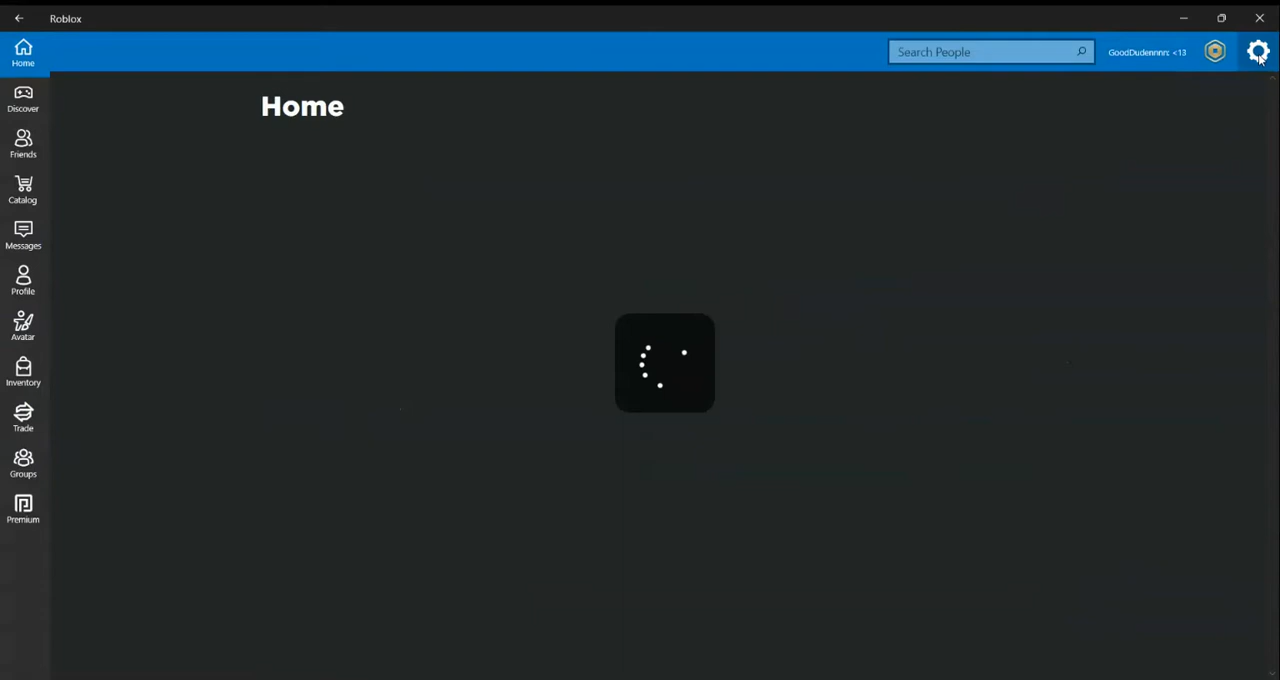 Roblox
Home
Search People
GoodDudennnn: <13
Discover
Friends
Catalog
Messages
Profile
Avatar
Inventory
Trade
Groups
Premium
Home